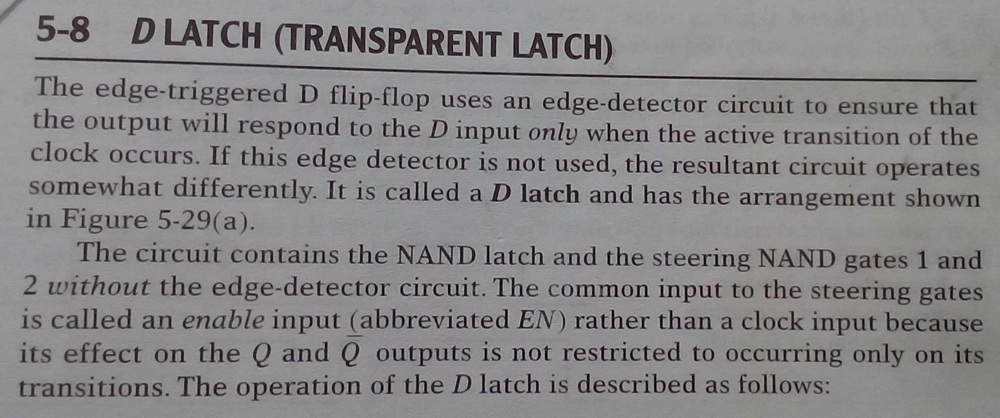 5-8 D LATCH (TRANSPARENT LATCH)
The edge-triggered D flip-flop uses an edge-detector circuit to ensure that
the output will respond to the D input only when the active transition of the
clock occurs. If this edge detector is not used, the resultant circuit operates
somewhat differently. It is called a D latch and has the arrangement shown
in Figure 5-29(a).
The circuit contains the NAND latch and the steering NAND gates 1 and
2 without the edge-detector circuit. The common input to the steering gates
is called an enable input (abbreviated EN) rather than a clock input because
its effect on the Q and Q̅ outputs is not restricted to occurring only on its
transitions. The operation of the D latch is described as follows: